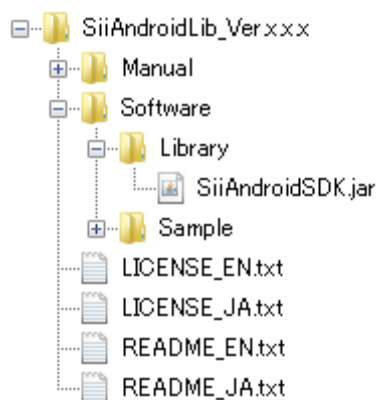 SiiAndroidLib_Ver.x.x.x
Manual
Software
Library
SiiAndroidSDK.jar
Sample
LICENSE_EN.txt
LICENSE_JA.txt
README_EN.txt
README_JA.txt